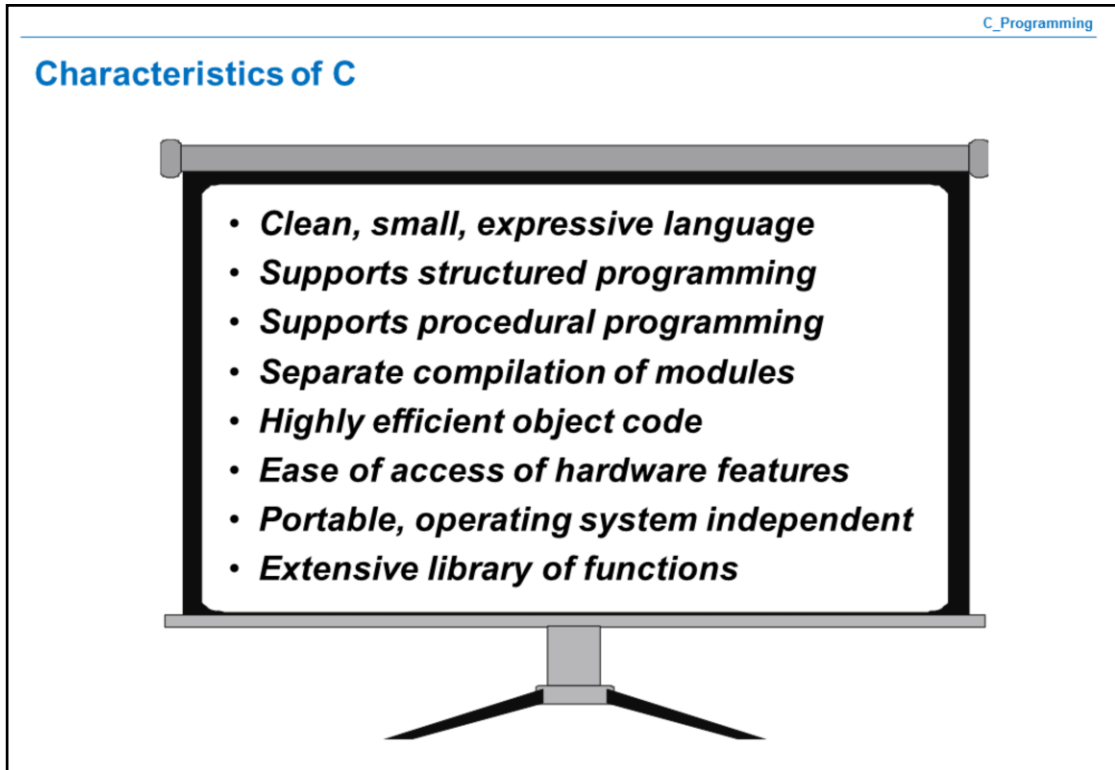 C_Programming
Characteristics of C
• Clean, small, expressive language
• Supports structured programming
• Supports procedural programming
• Separate compilation of modules
• Highly efficient object code
• Ease of access of hardware features
• Portable, operating system independent
• Extensive library of functions